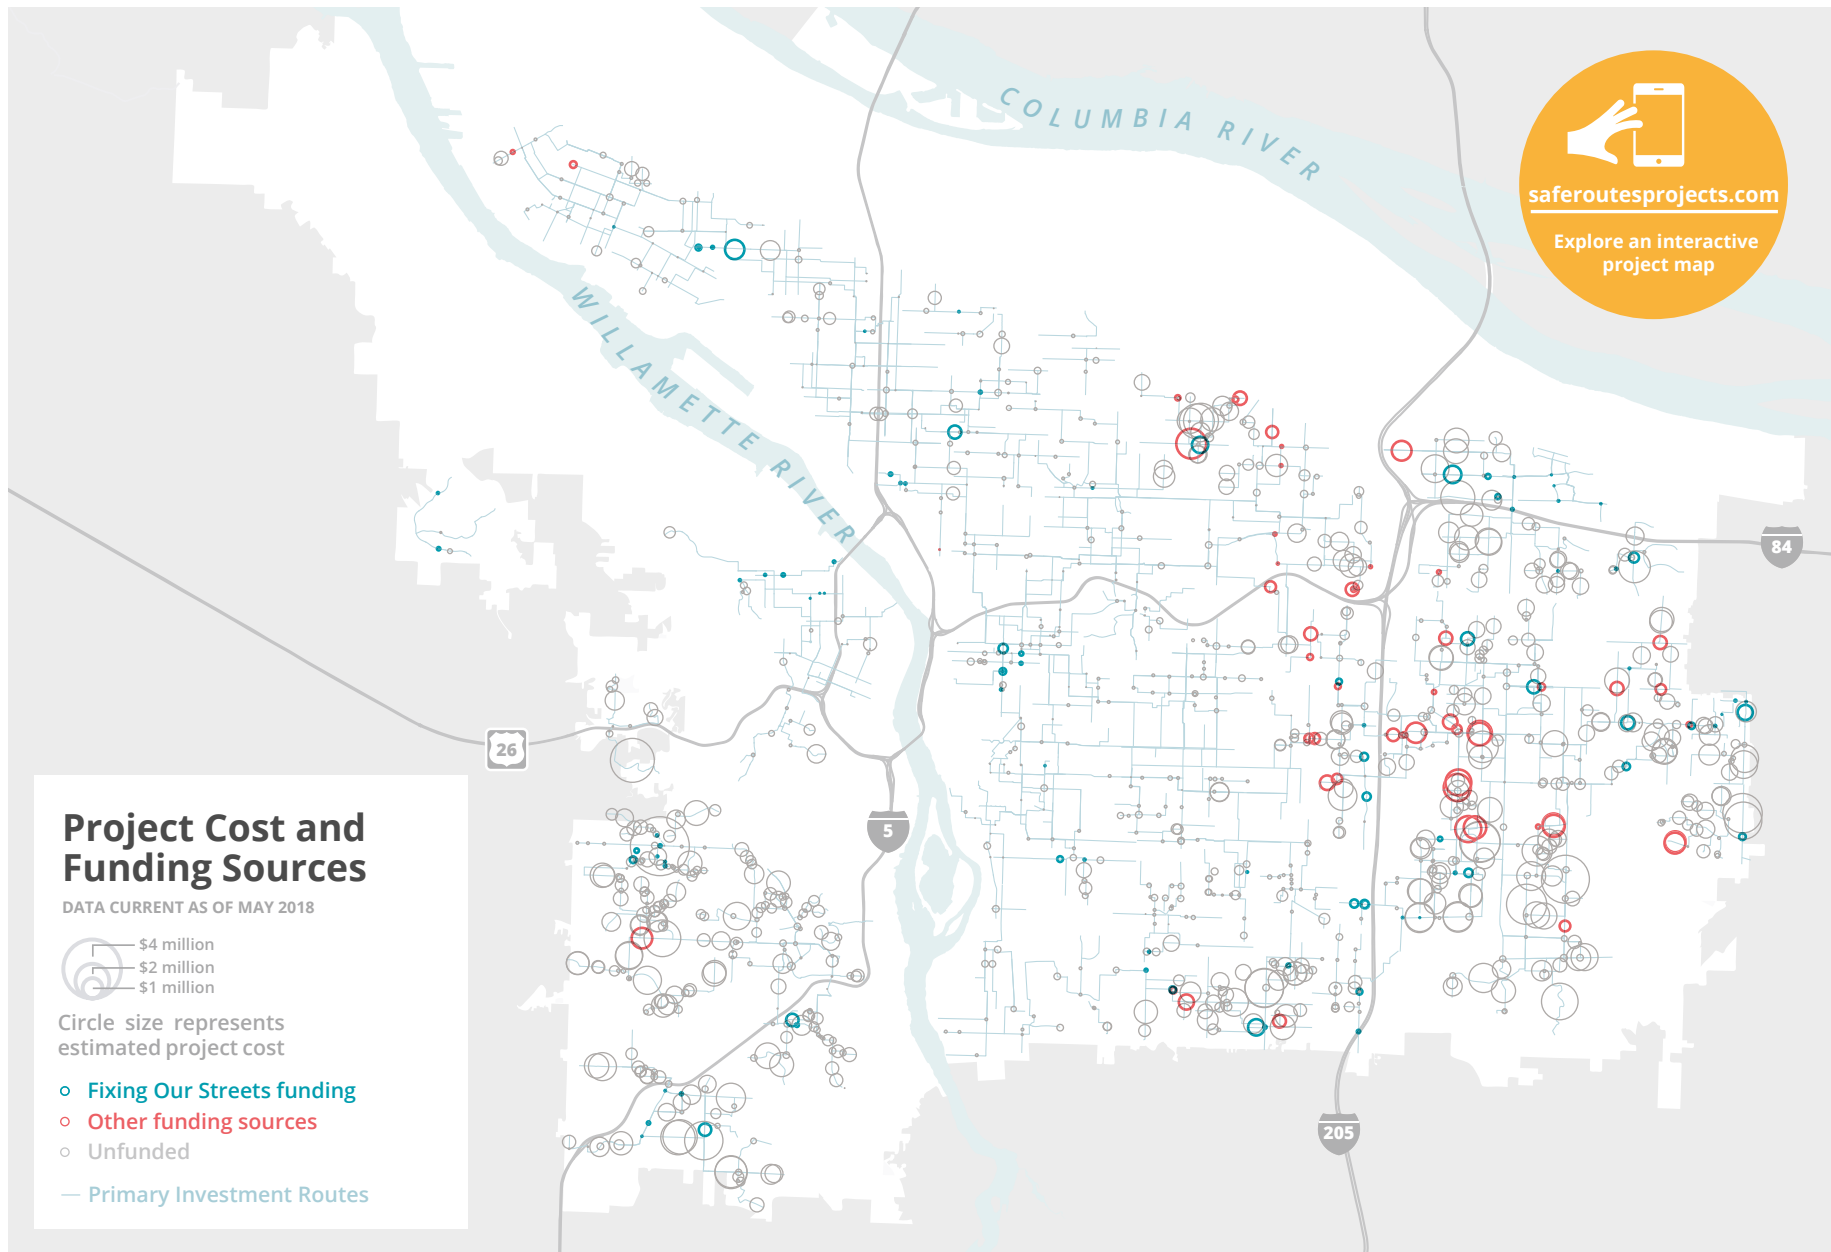 COLUMBIA RIVER
WILLAMETTE RIVER
saferoutesprojects.com
Explore an interactive
project map
84
26
5
205
Project Cost and
Funding Sources
DATA CURRENT AS OF MAY 2018
$4 million
$2 million
$1 million
Circle size represents
estimated project cost
Fixing Our Streets funding
Other funding sources
Unfunded
Primary Investment Routes